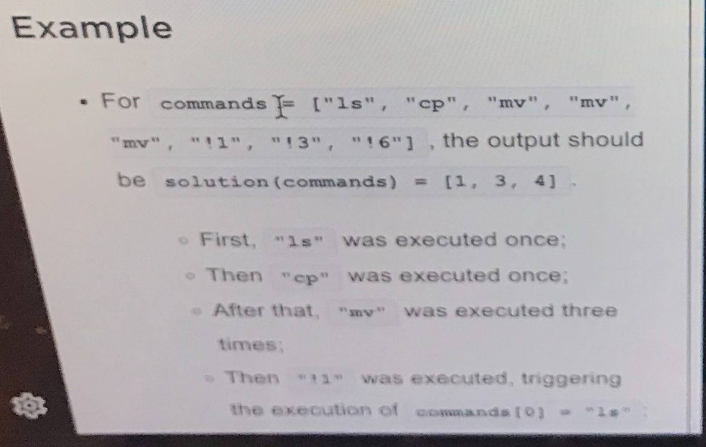 Example
• For commands = ["ls", "cp", "mv", "mv",
"mv", "!1", "!3", "!6"] , the output should
be solution(commands) = [1, 3, 4] .
◦ First, "ls" was executed once;
◦ Then "cp" was executed once;
◦ After that, "mv" was executed three
times;
◦ Then "!1" was executed, triggering
the execution of commands[0] = "ls" ;